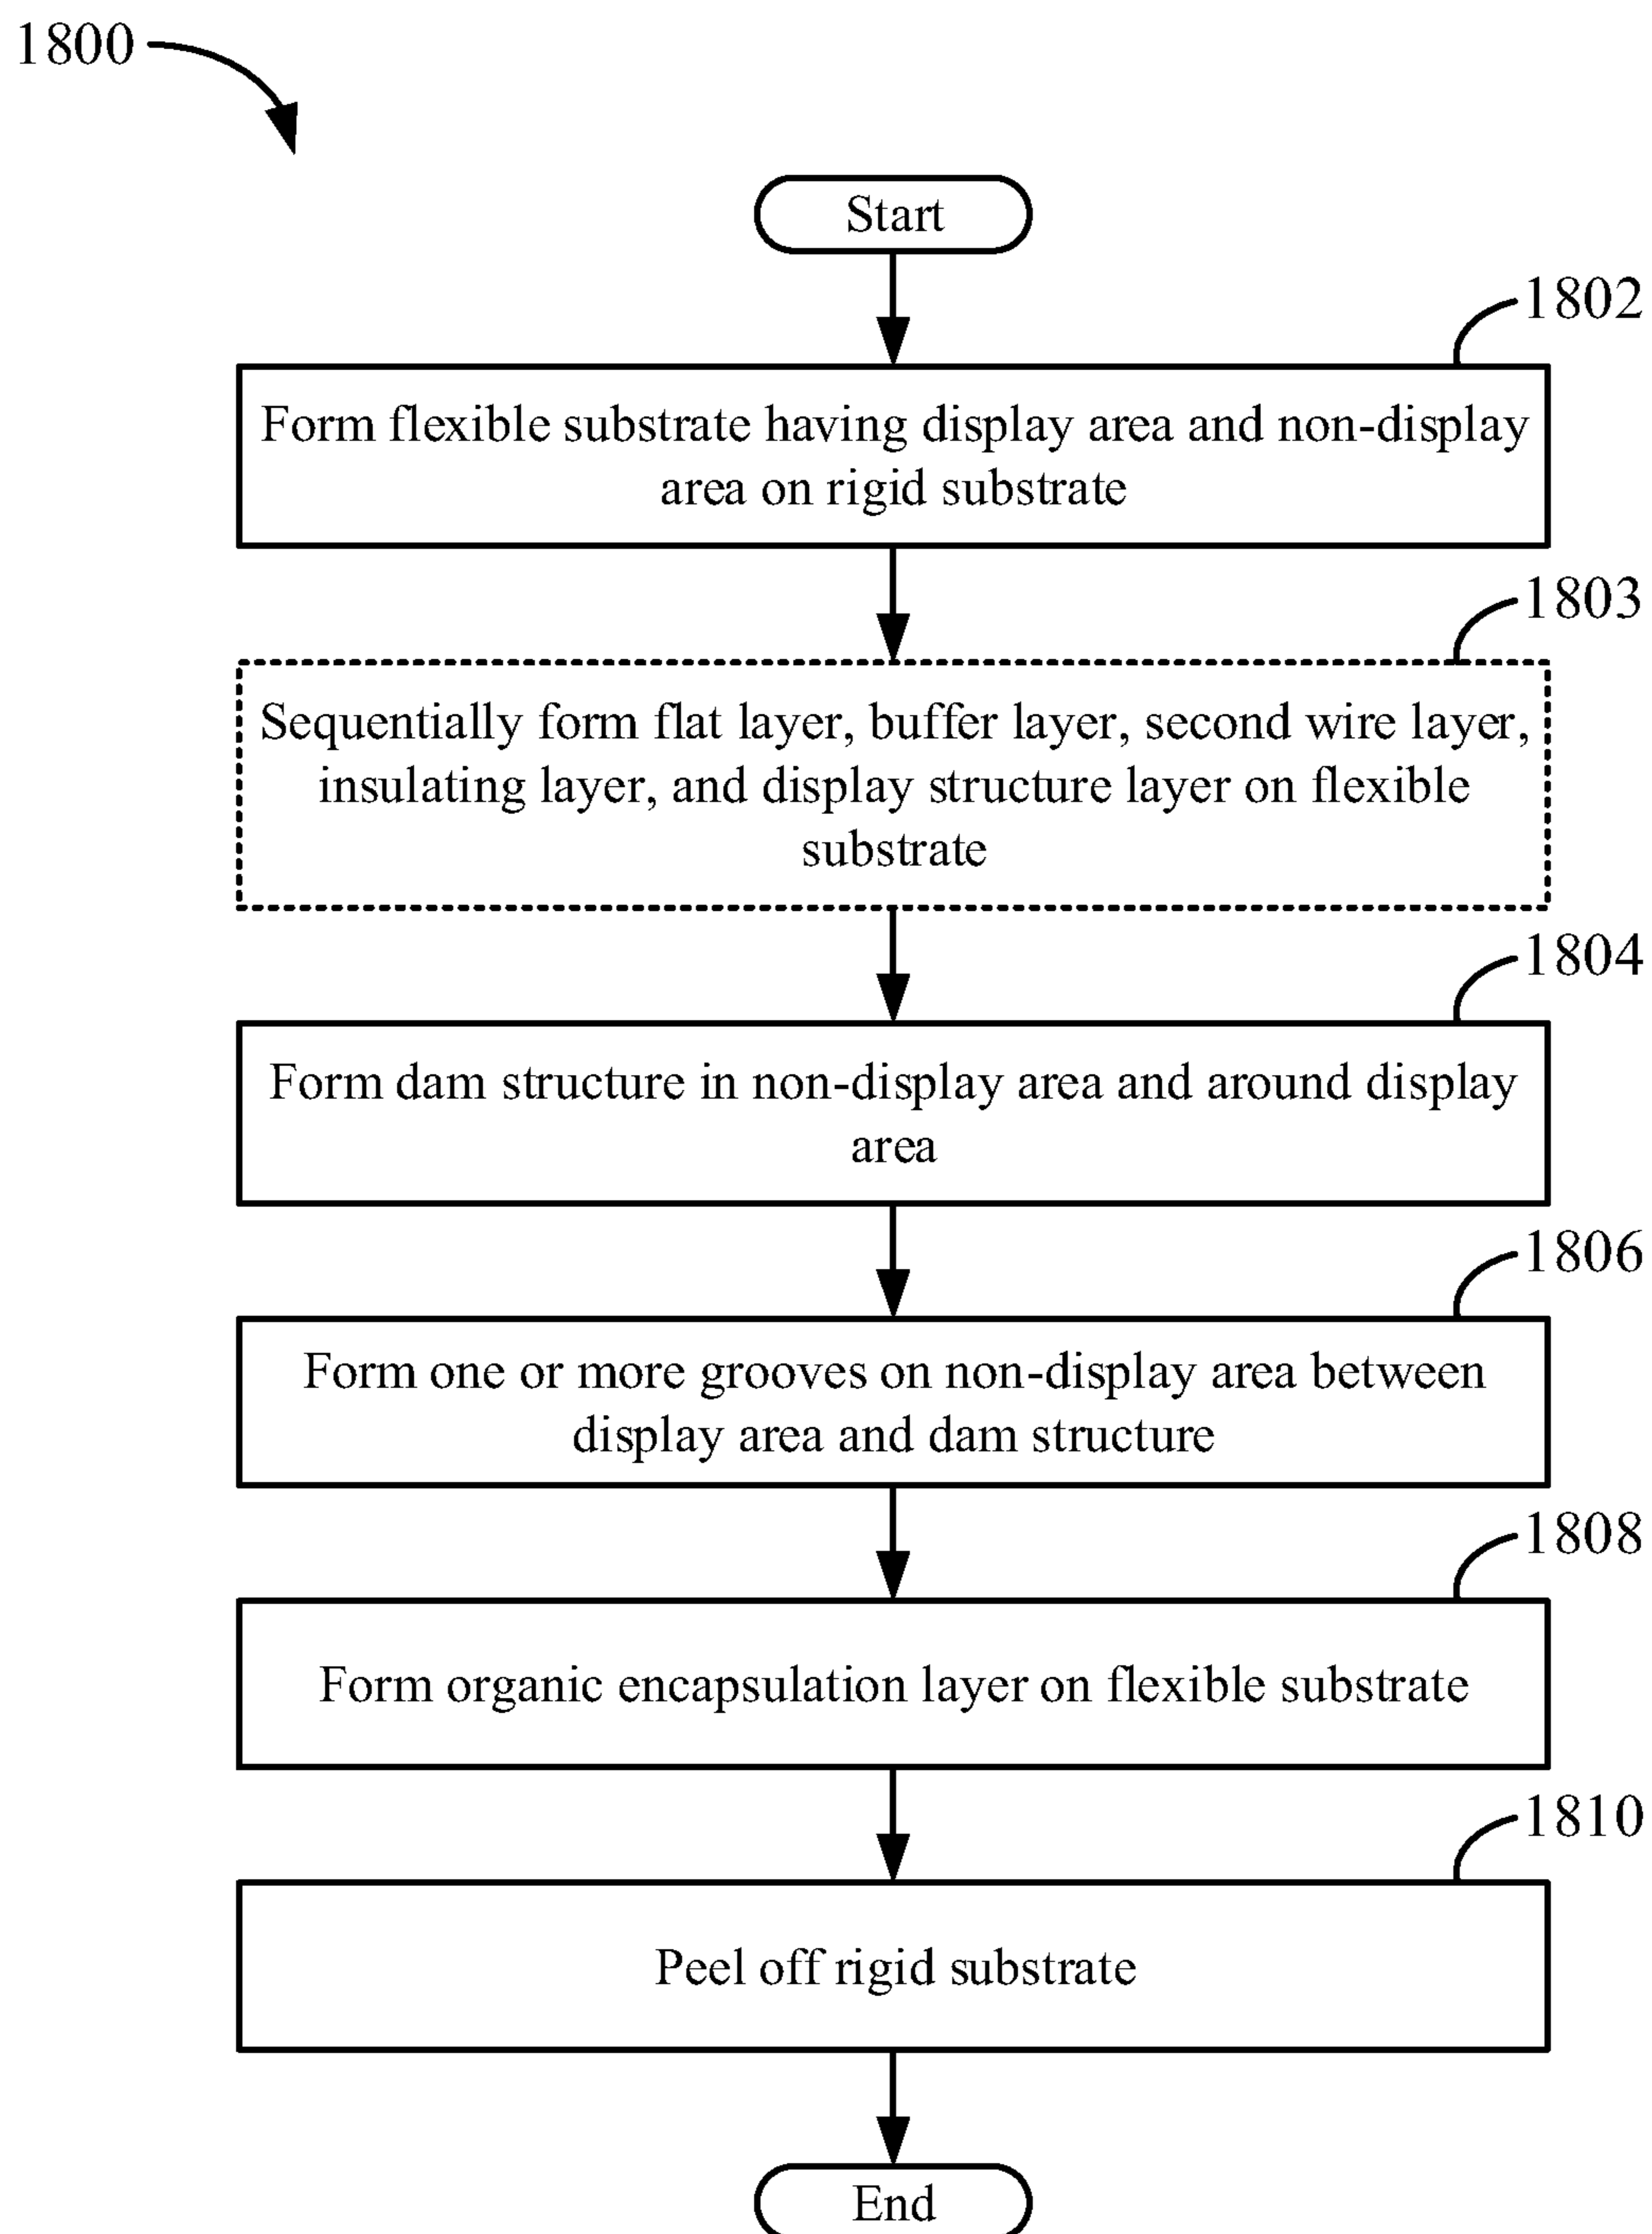 1800
Start
1802
Form flexible substrate having display area and non-display
area on rigid substrate
1803
Sequentially form flat layer, buffer layer, second wire layer,
insulating layer, and display structure layer on flexible
substrate
1804
Form dam structure in non-display area and around display
area
1806
Form one or more grooves on non-display area between
display area and dam structure
1808
Form organic encapsulation layer on flexible substrate
1810
Peel off rigid substrate
End